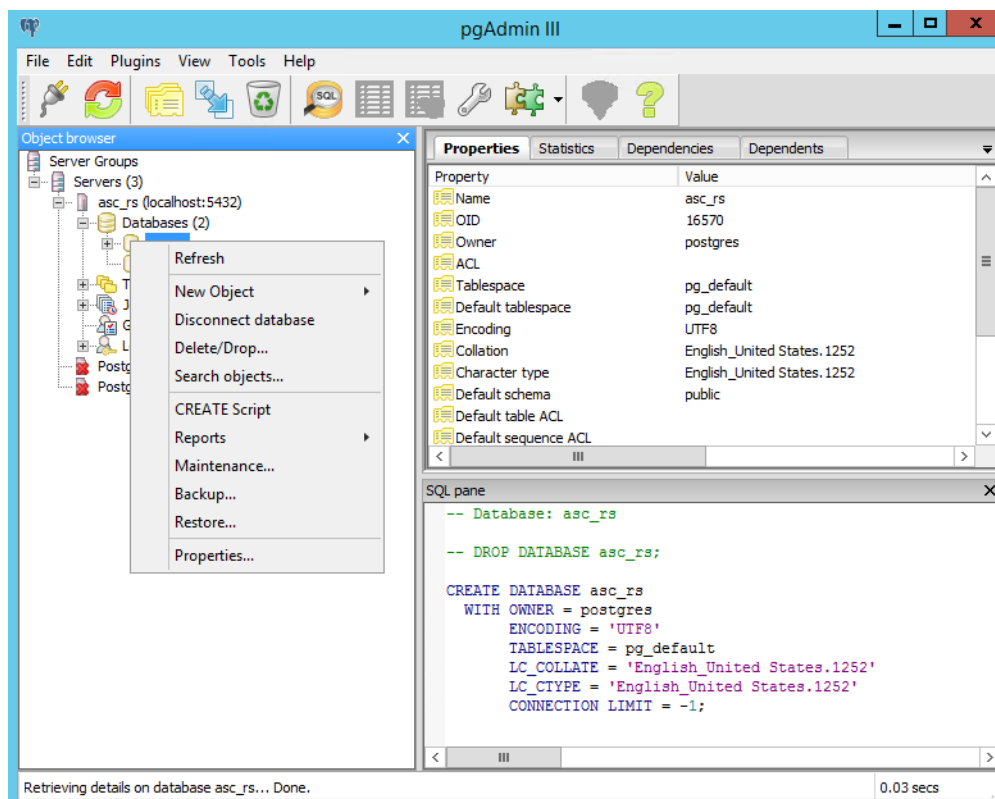 pgAdmin III
File Edit Plugins View Tools Help
SQL
Object browser
Server Groups
Servers (3)
asc_rs (localhost:5432)
Databases (2)
T
J
G
L
Postg
Postg
Refresh
New Object
Disconnect database
Delete/Drop...
Search objects...
CREATE Script
Reports
Maintenance...
Backup...
Restore...
Properties...
Properties Statistics Dependencies Dependents
Property Value
Name asc_rs
OID 16570
Owner postgres
ACL
Tablespace pg_default
Default tablespace pg_default
Encoding UTF8
Collation English_United States.1252
Character type English_United States.1252
Default schema public
Default table ACL
Default sequence ACL
SQL pane
-- Database: asc_rs
-- DROP DATABASE asc_rs;
CREATE DATABASE asc_rs
WITH OWNER = postgres
ENCODING = 'UTF8'
TABLESPACE = pg_default
LC_COLLATE = 'English_United States.1252'
LC_CTYPE = 'English_United States.1252'
CONNECTION LIMIT = -1;
Retrieving details on database asc_rs... Done. 0.03 secs